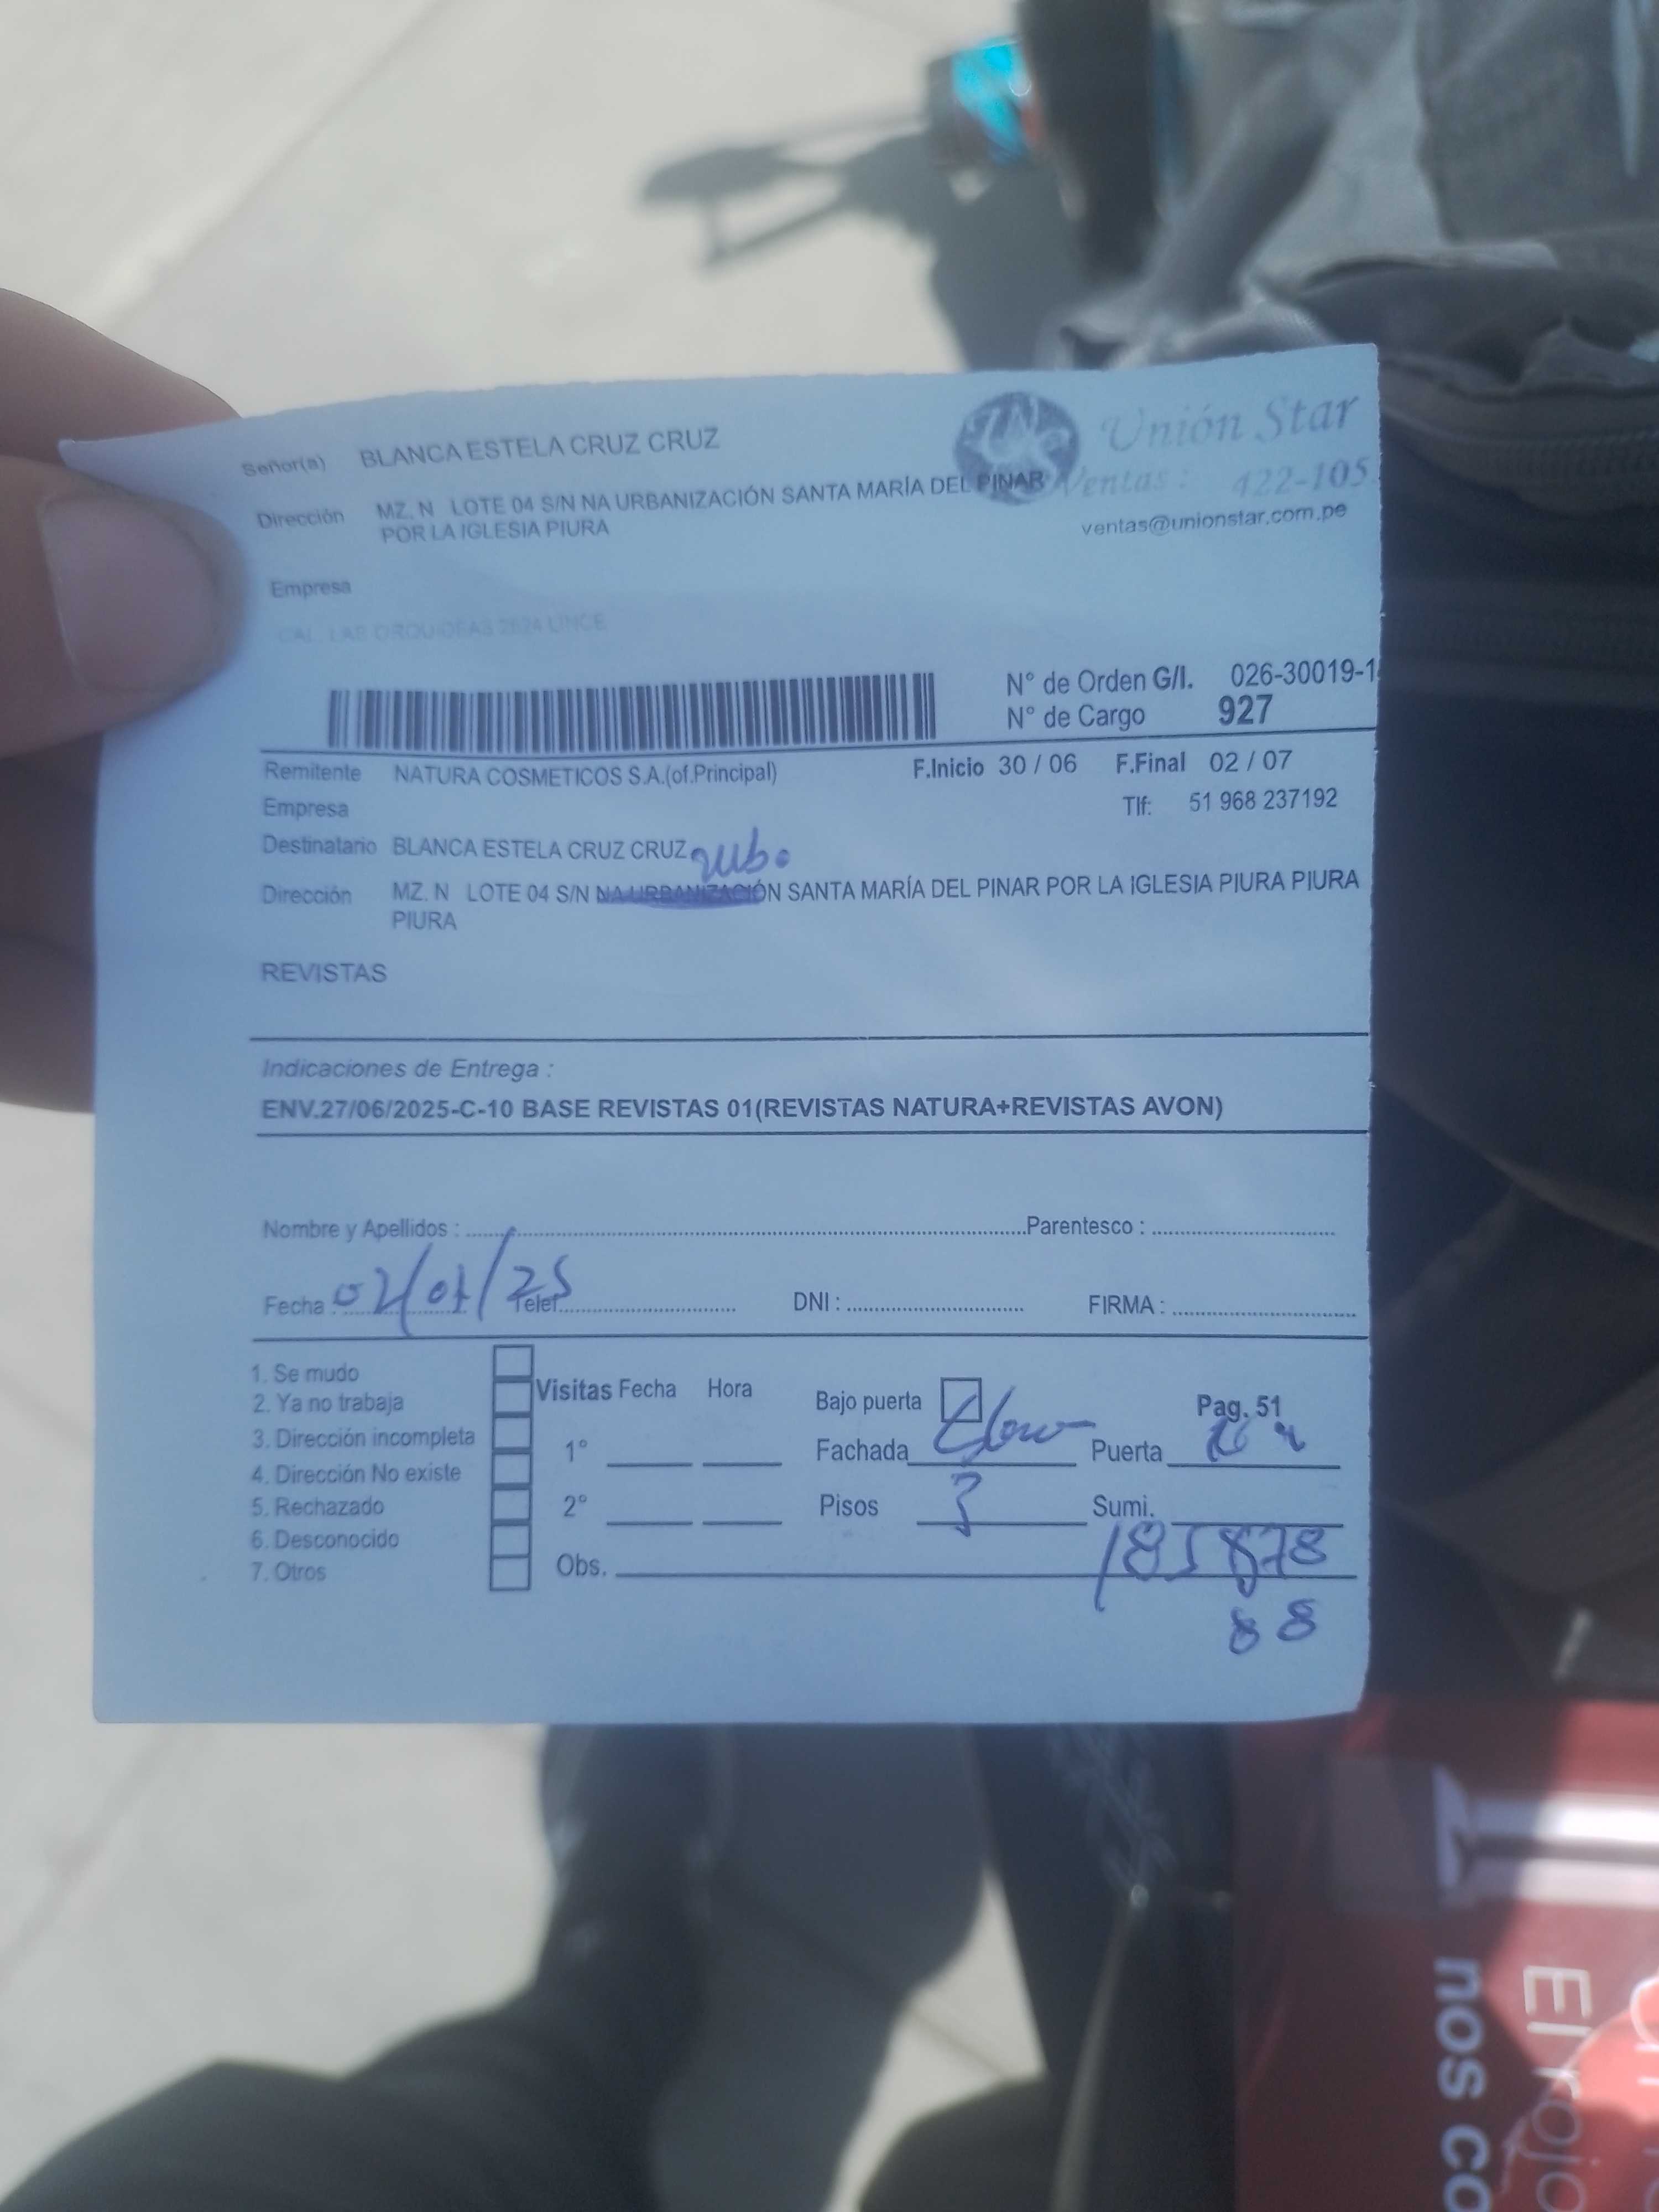 Señor(a) BLANCA ESTELA CRUZ CRUZ
Unión Star
Dirección MZ. N LOTE 04 S/N NA URBANIZACIÓN SANTA MARÍA DEL PINAR
POR LA IGLESIA PIURA
Ventas : 422-105
ventas@unionstar.com.pe
Empresa
CAL. LAS ORQUIDEAS 2624 LINCE
N° de Orden G/I. 026-30019-1
N° de Cargo 927
Remitente NATURA COSMETICOS S.A.(of.Principal) F.Inicio 30 / 06 F.Final 02 / 07
Empresa Tlf: 51 968 237192
Destinatario BLANCA ESTELA CRUZ CRUZ
Dirección MZ. N LOTE 04 S/N NA URBANIZACIÓN SANTA MARÍA DEL PINAR POR LA IGLESIA PIURA PIURA
PIURA
REVISTAS
Indicaciones de Entrega :
ENV.27/06/2025-C-10 BASE REVISTAS 01(REVISTAS NATURA+REVISTAS AVON)
Nombre y Apellidos : Parentesco :
Fecha : 02/07/25 Telef. DNI : FIRMA :
1. Se mudo
2. Ya no trabaja
3. Dirección incompleta
4. Dirección No existe
5. Rechazado
6. Desconocido
7. Otros
Visitas Fecha Hora
1°
2°
Obs.
Bajo puerta Pag. 51
Fachada Puerta
Pisos 3 Sumi.
185878
88
El rojo
nos co